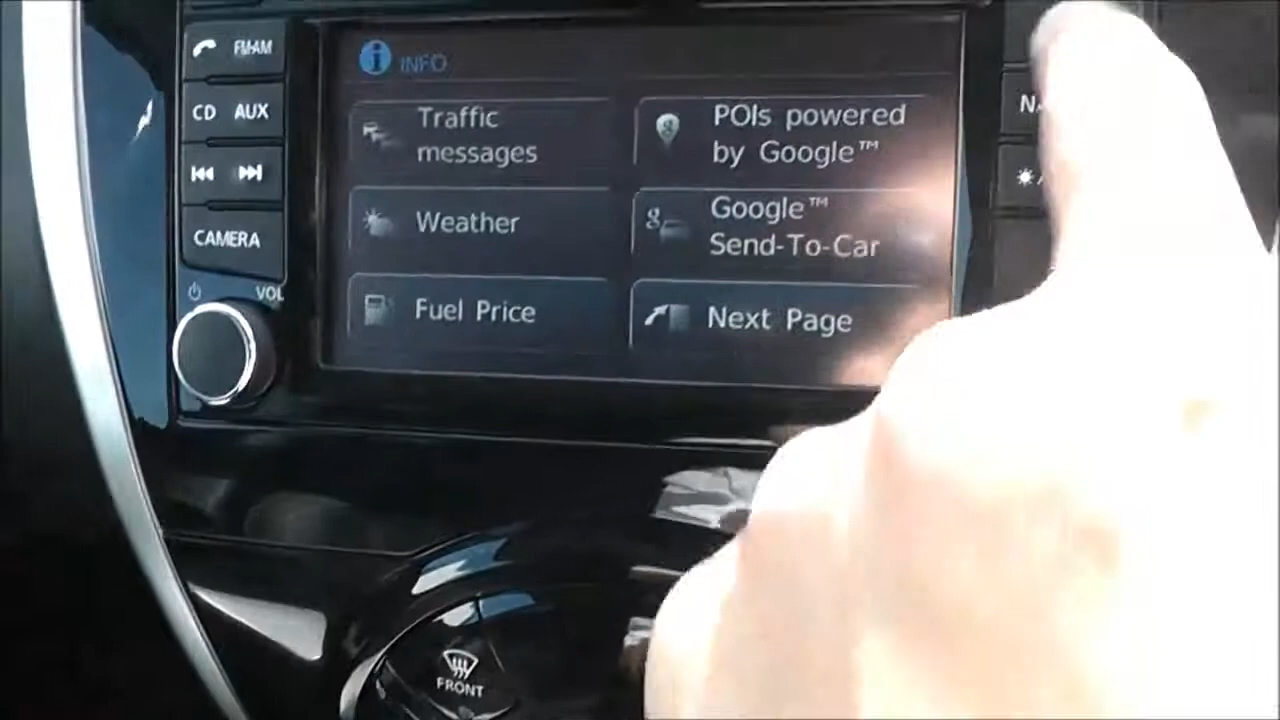 FM·AM
CD AUX
CAMERA
VOL
INFO
Traffic
messages
Weather
Fuel Price
POIs powered
by Google™
Google™
Send-To-Car
Next Page
FRONT